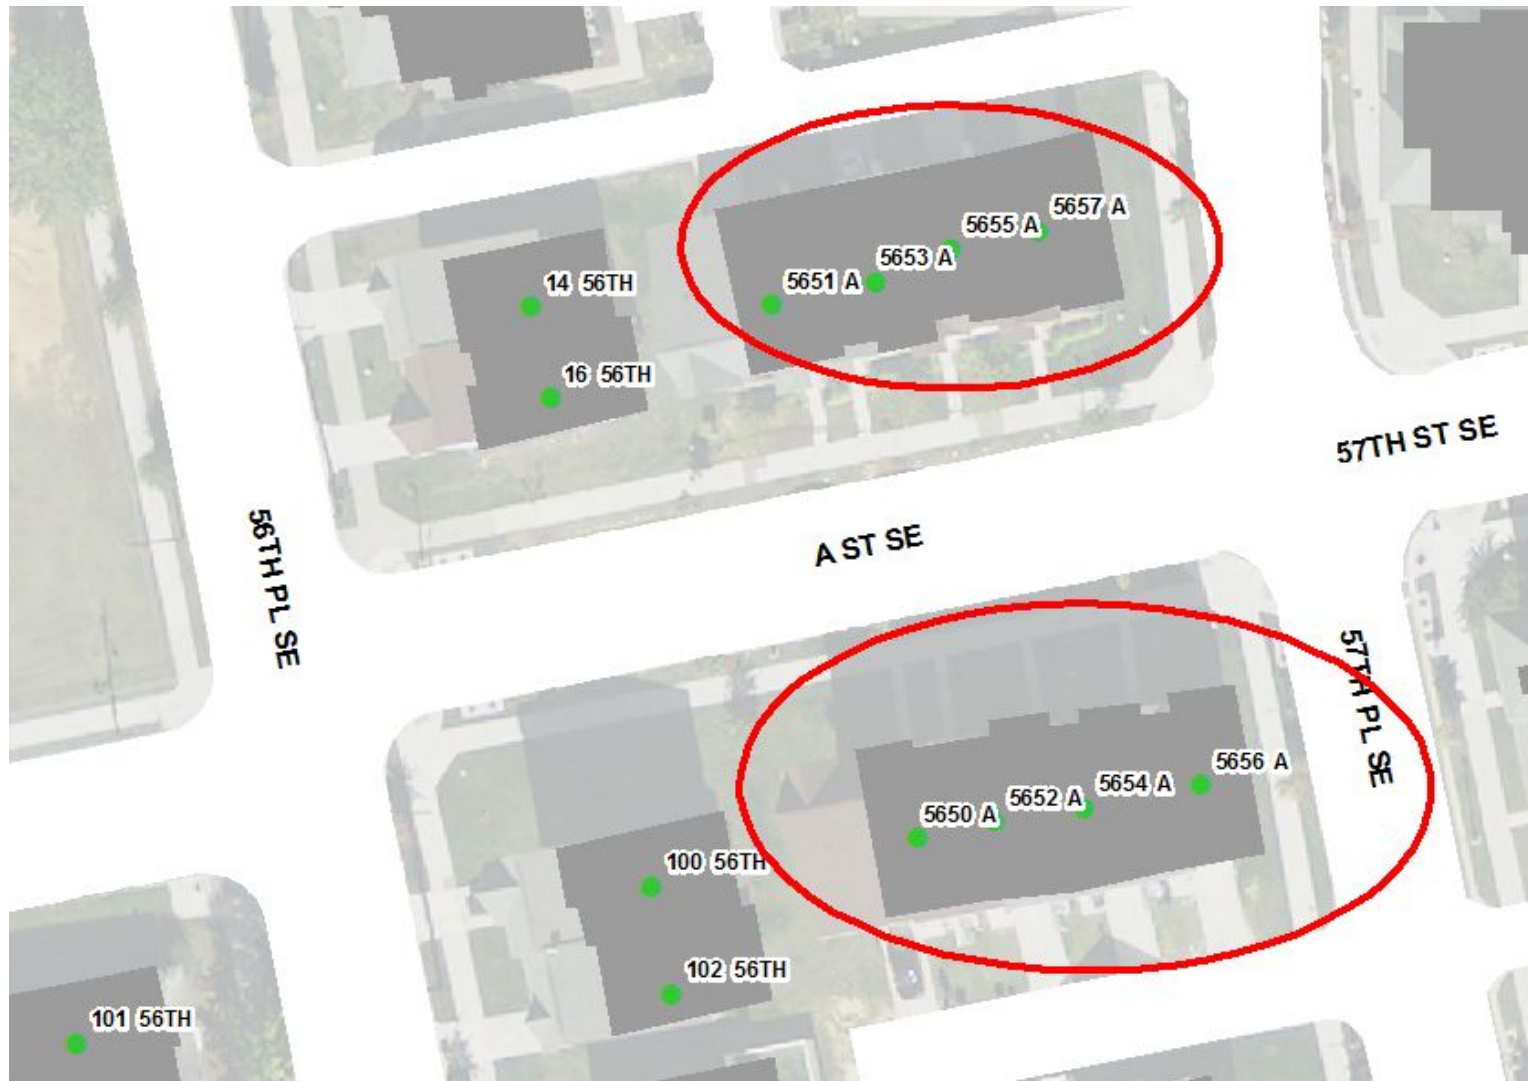 5657 A
5655 A
5653 A
5651 A
14 56TH
16 56TH
57TH ST SE
A ST SE
56TH PL SE
57TH PL SE
5656 A
5654 A
5652 A
5650 A
100 56TH
102 56TH
101 56TH